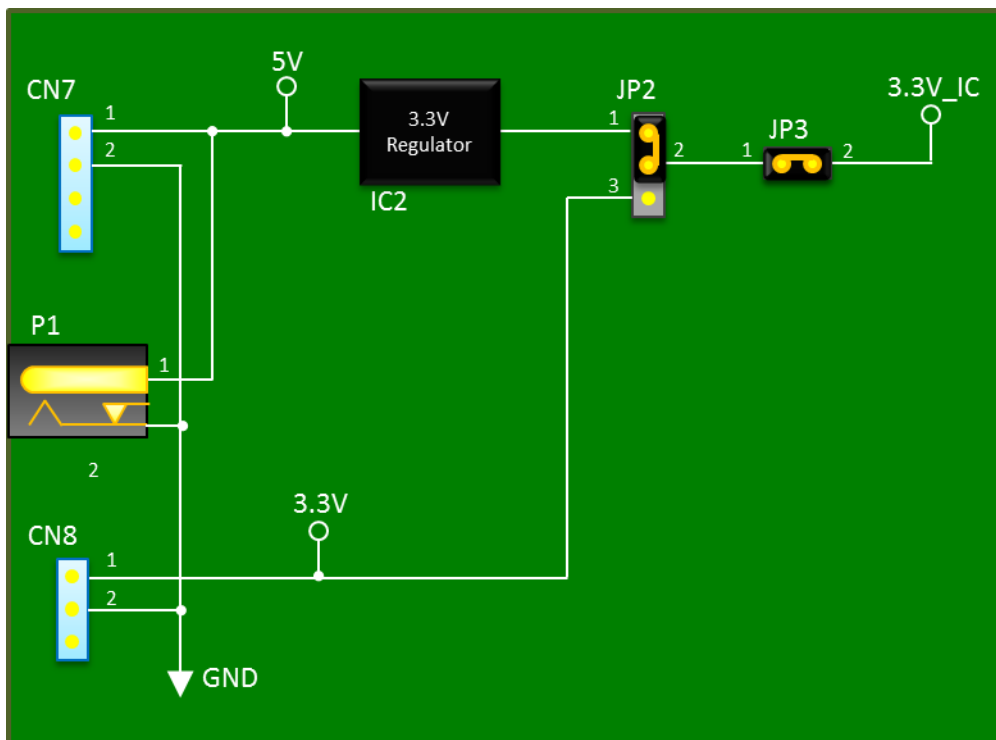 5V
CN7
1
2
3.3V
Regulator
IC2
JP2
1
2
3
JP3
1
2
3.3V_IC
P1
1
2
3.3V
CN8
1
2
GND